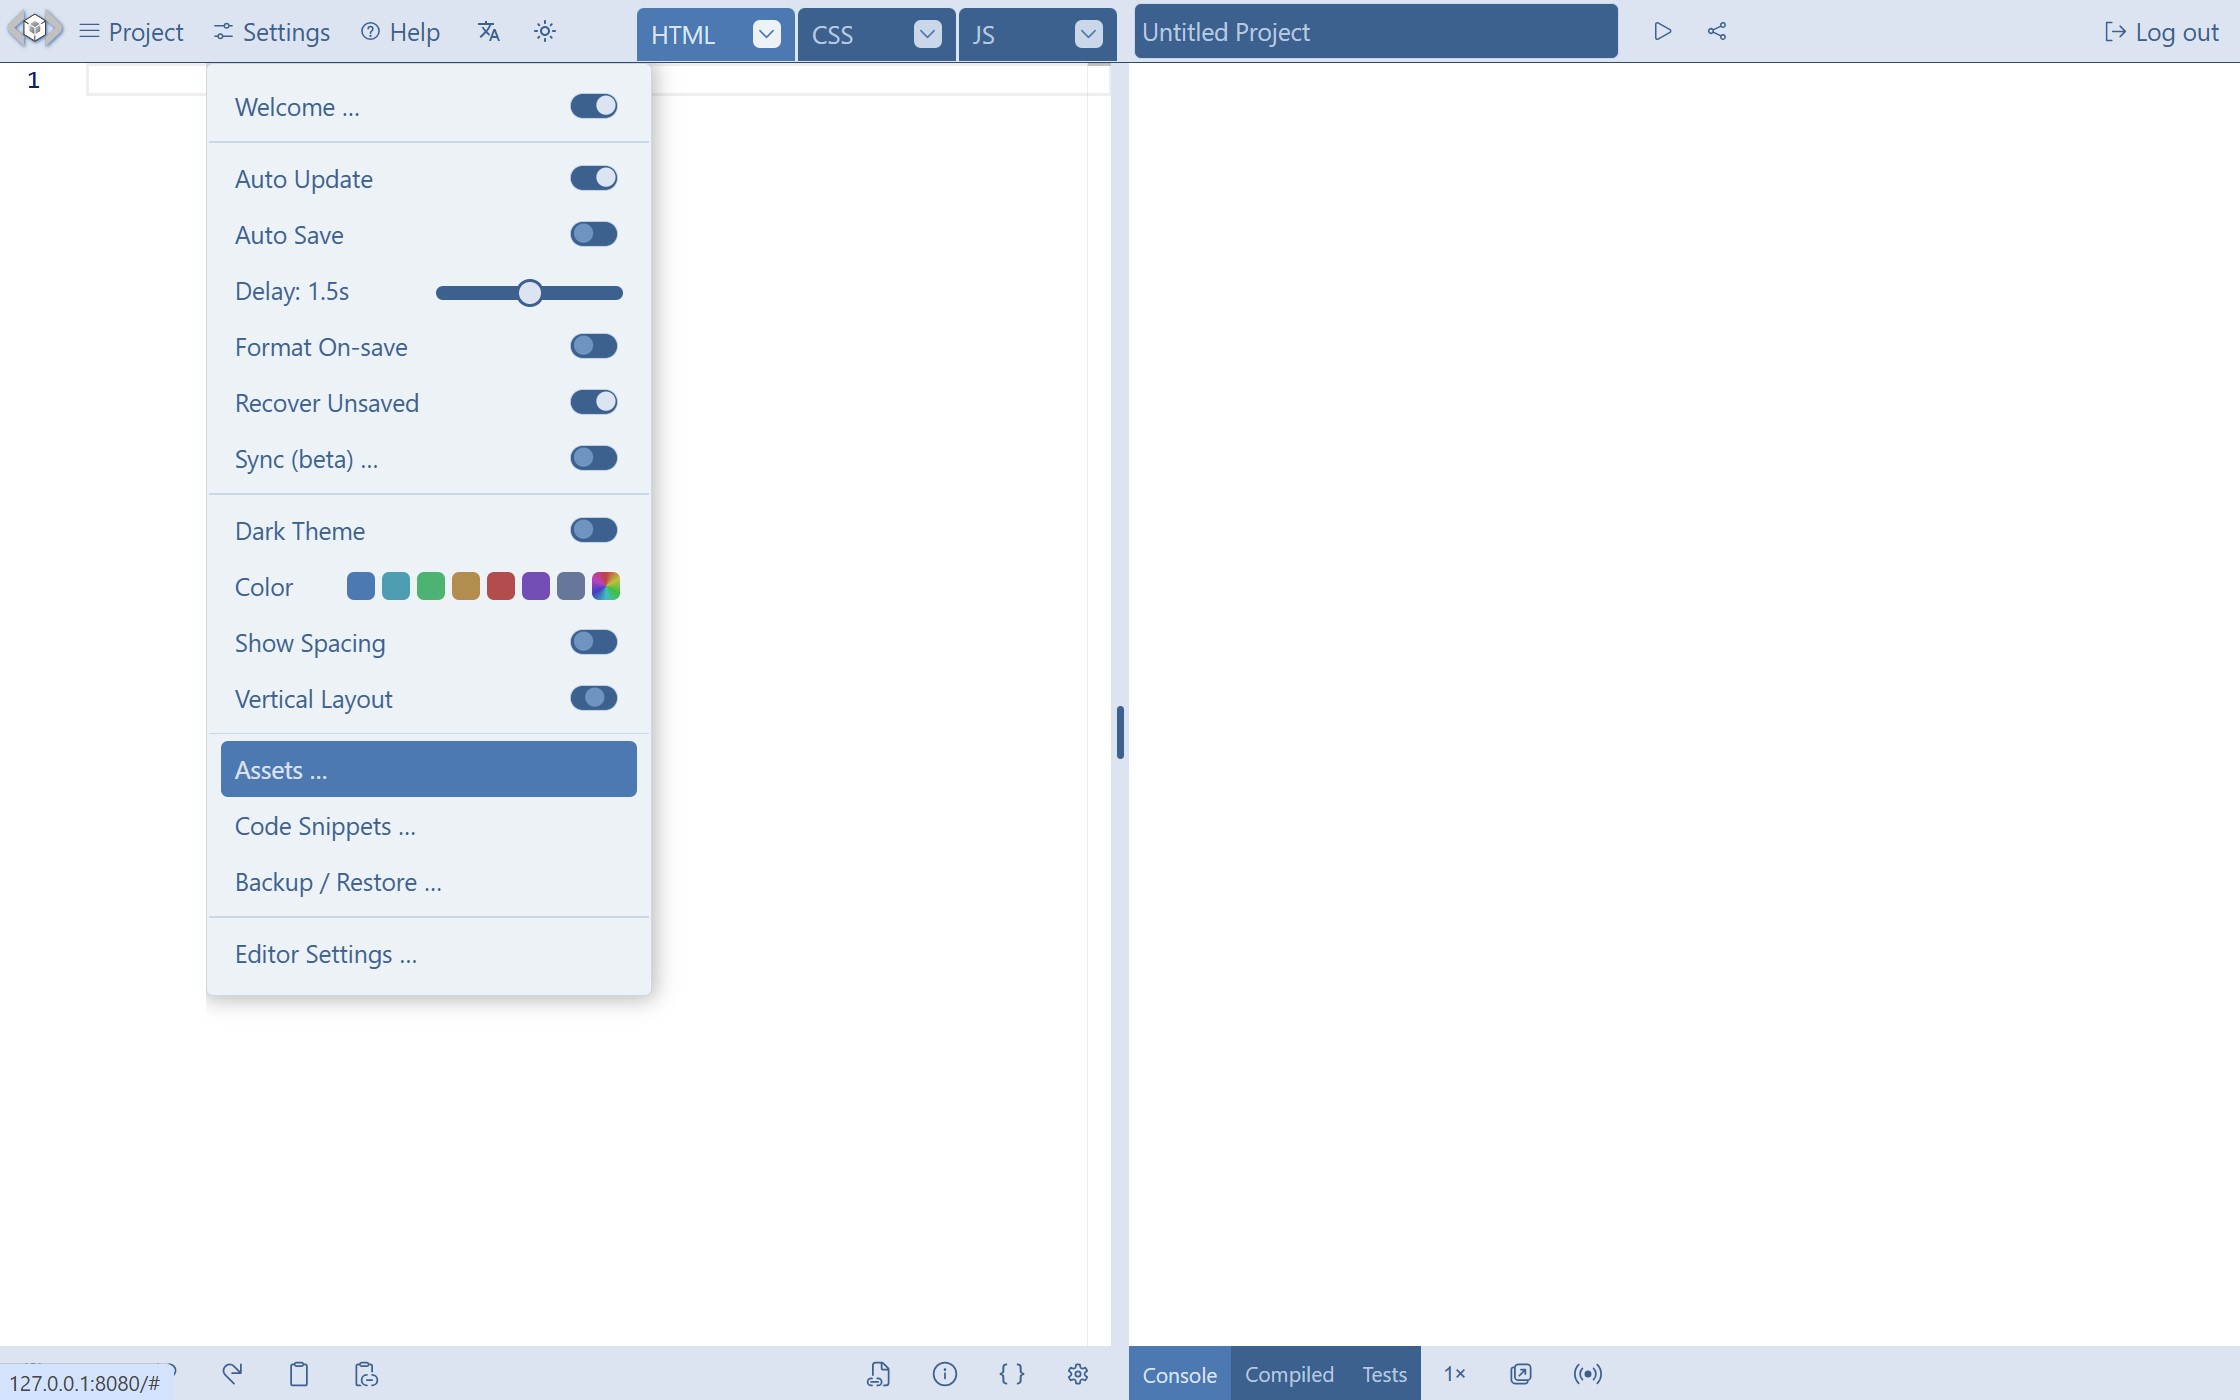 Project Settings Help HTML CSS JS Untitled Project Log out
1
Welcome ...
Auto Update
Auto Save
Delay: 1.5s
Format On-save
Recover Unsaved
Sync (beta) ...
Dark Theme
Color
Show Spacing
Vertical Layout
Assets ...
Code Snippets ...
Backup / Restore ...
Editor Settings ...
Console Compiled Tests 1×
127.0.0.1:8080/#